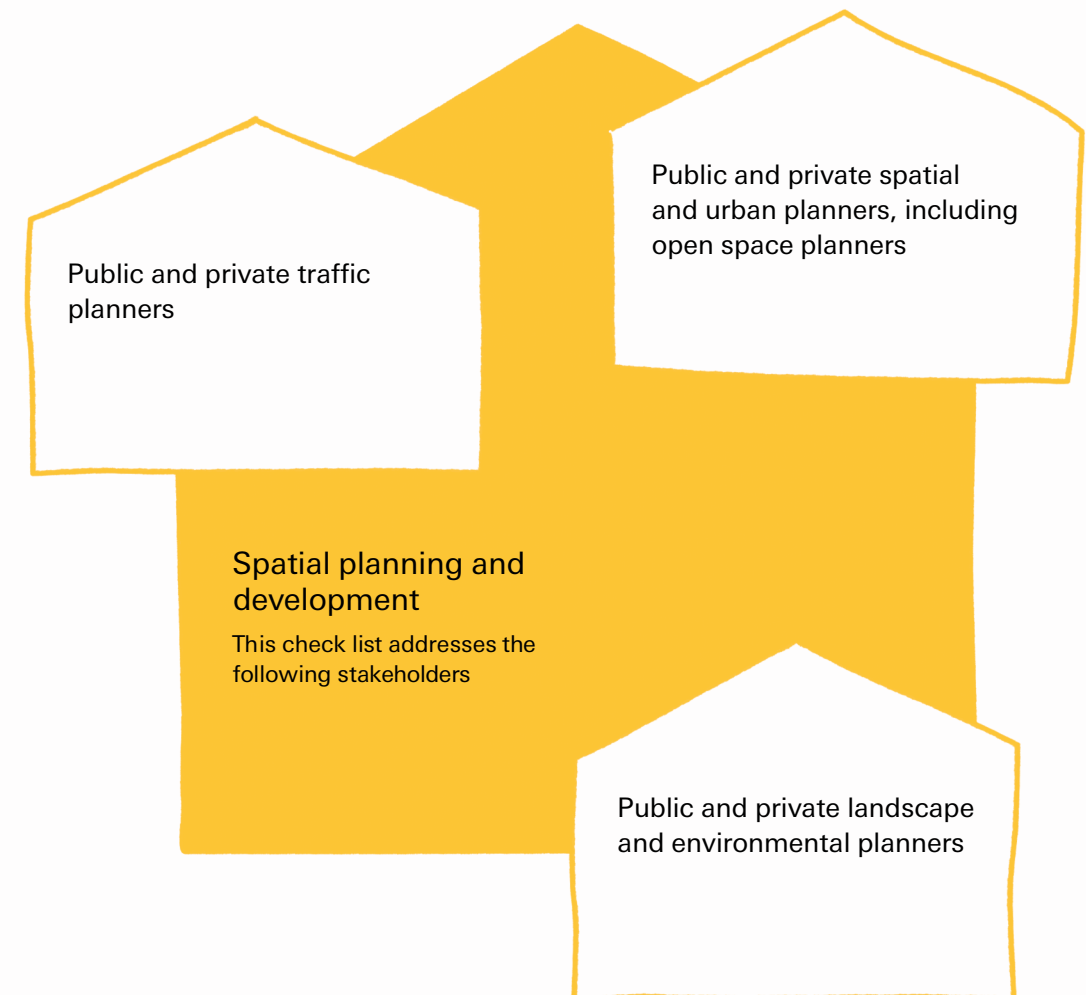 Public and private spatial
and urban planners, including
open space planners
Public and private traffic
planners
Spatial planning and
development
This check list addresses the
following stakeholders
Public and private landscape
and environmental planners